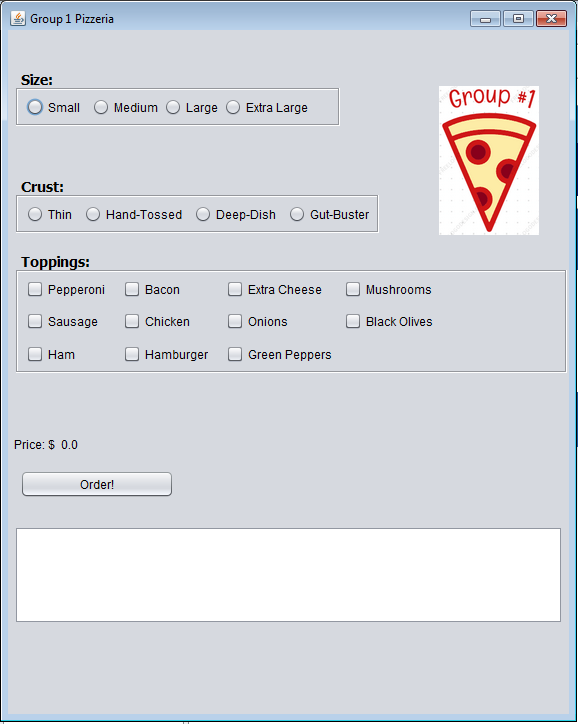 Group 1 Pizzeria
Group #1
Size:
Small Medium Large Extra Large
Crust:
Thin Hand-Tossed Deep-Dish Gut-Buster
Toppings:
Pepperoni Bacon Extra Cheese Mushrooms
Sausage Chicken Onions Black Olives
Ham Hamburger Green Peppers
Price: $ 0.0
Order!